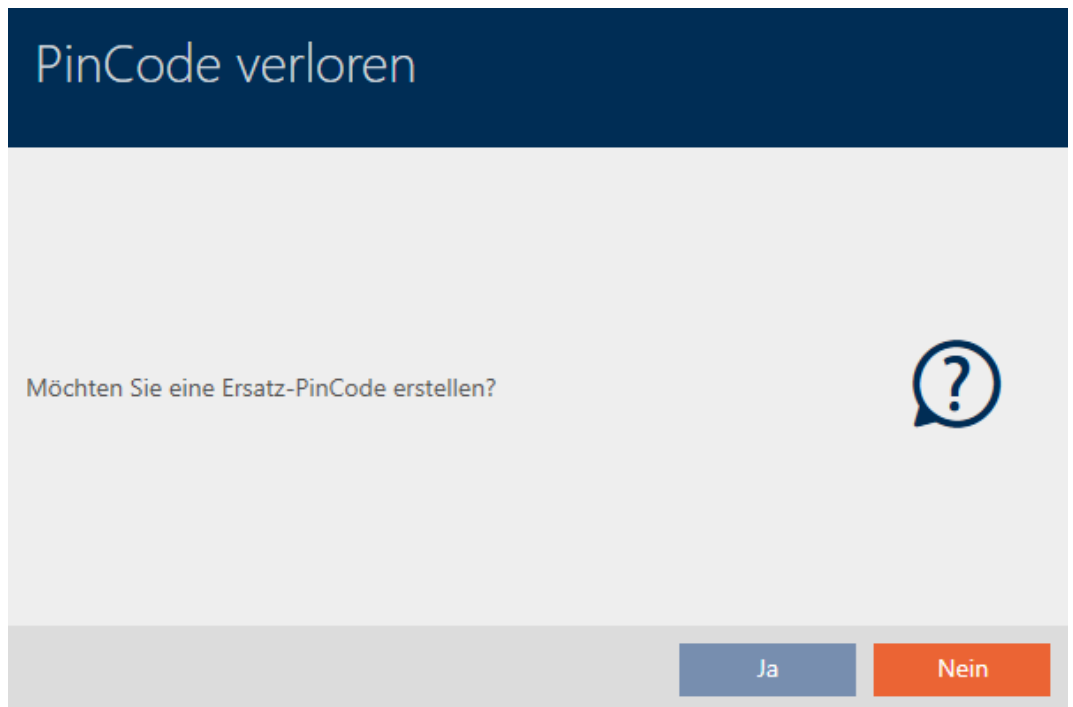 PinCode verloren
Möchten Sie eine Ersatz-PinCode erstellen?
?
Ja
Nein